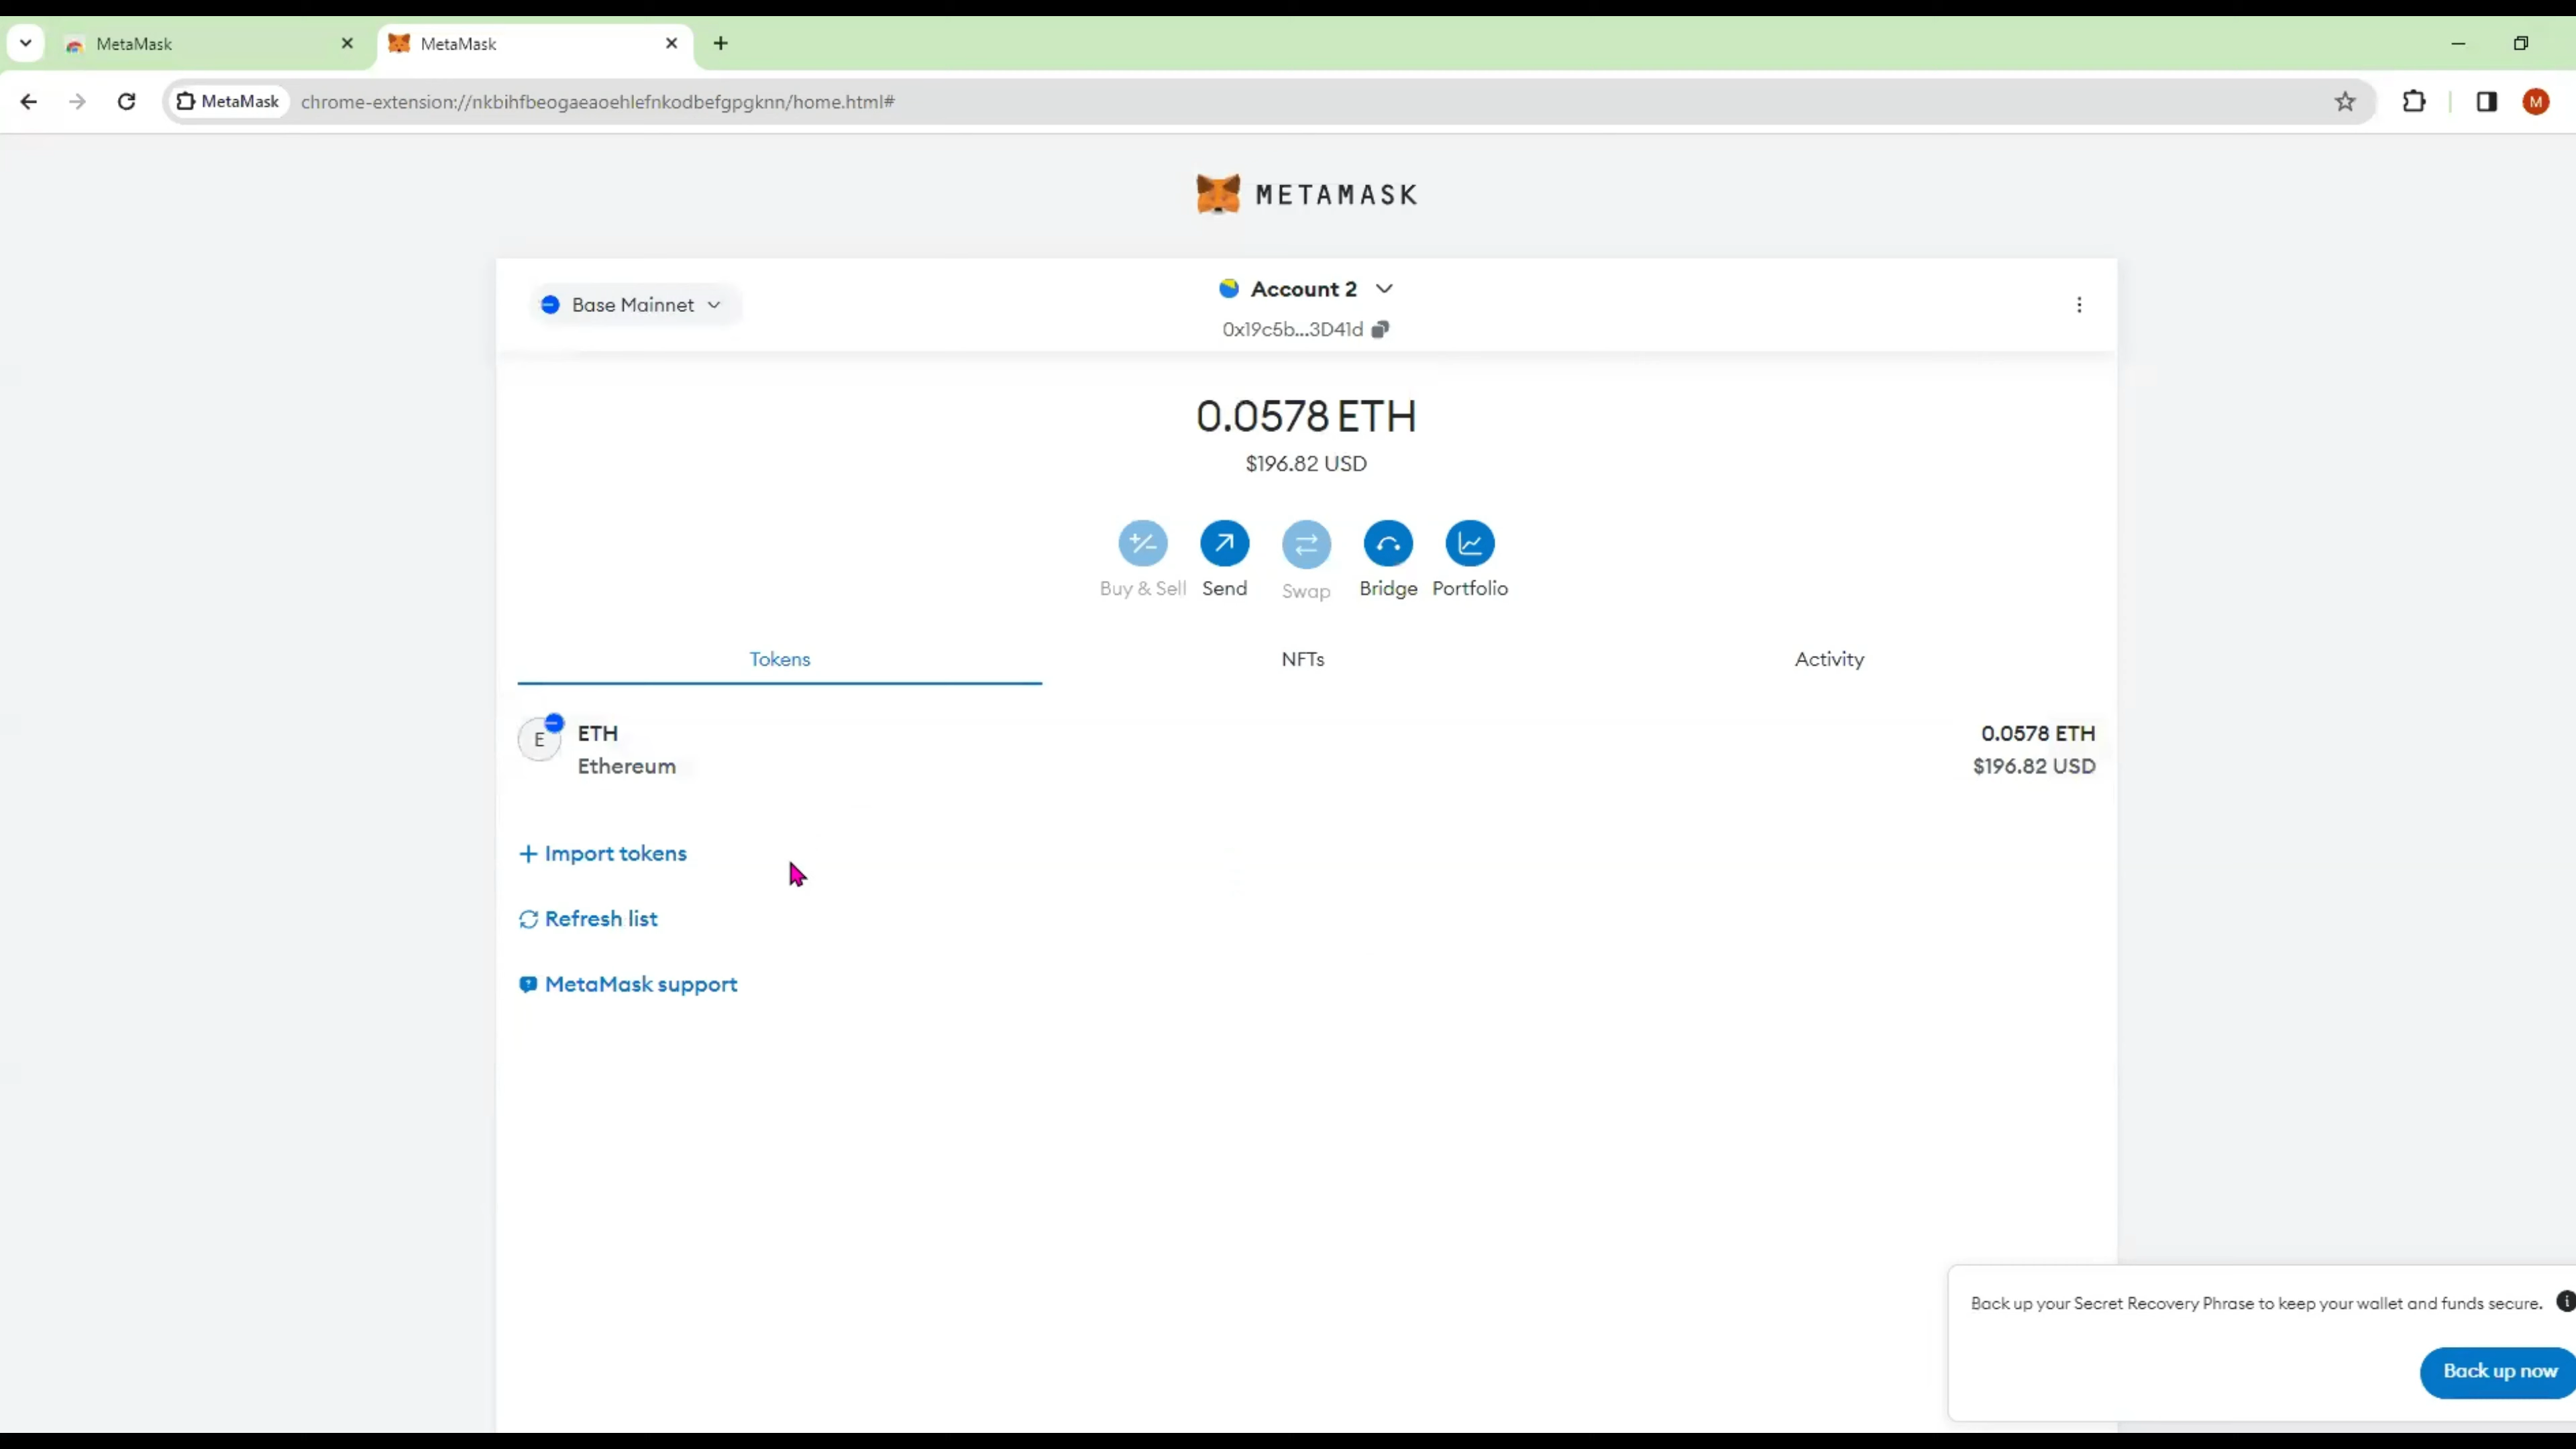 MetaMask
MetaMask
MetaMask
chrome-extension://nkbihfbeogaeaoehlefnkodbefgpgknn/home.html#
M
METAMASK
Base Mainnet
Account 2
0x19c5b...3D41d
0.0578 ETH
$196.82 USD
Buy & Sell
Send
Swap
Bridge
Portfolio
Tokens
NFTs
Activity
E
ETH
0.0578 ETH
Ethereum
$196.82 USD
+ Import tokens
Refresh list
MetaMask support
Back up your Secret Recovery Phrase to keep your wallet and funds secure.
Back up now